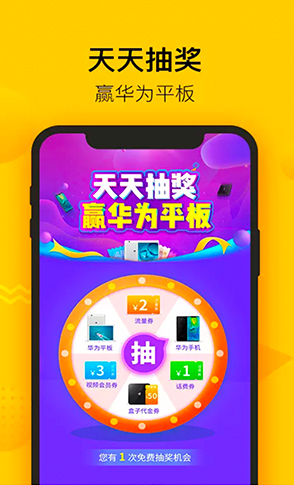 天天抽奖
赢华为平板
天天抽奖
赢华为平板
¥2
流量券
华为平板
华为手机
抽
¥3
视频会员券
50
盒子代金券
¥1
话费券
您有1次免费抽奖机会